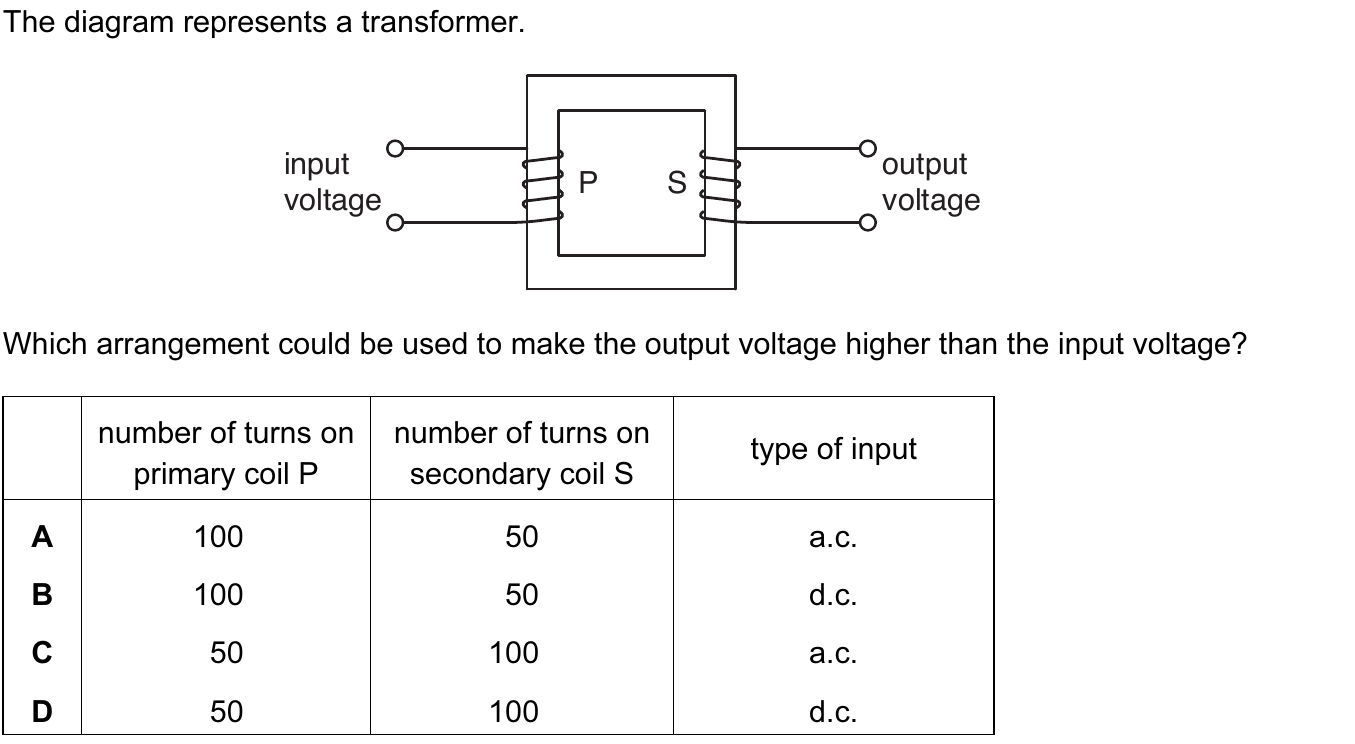 The diagram represents a transformer.
input
voltage
P
S
output
voltage
Which arrangement could be used to make the output voltage higher than the input voltage?
number of turns on
primary coil P
number of turns on
secondary coil S
type of input
A 100 50 a.c.
B 100 50 d.c.
C 50 100 a.c.
D 50 100 d.c.